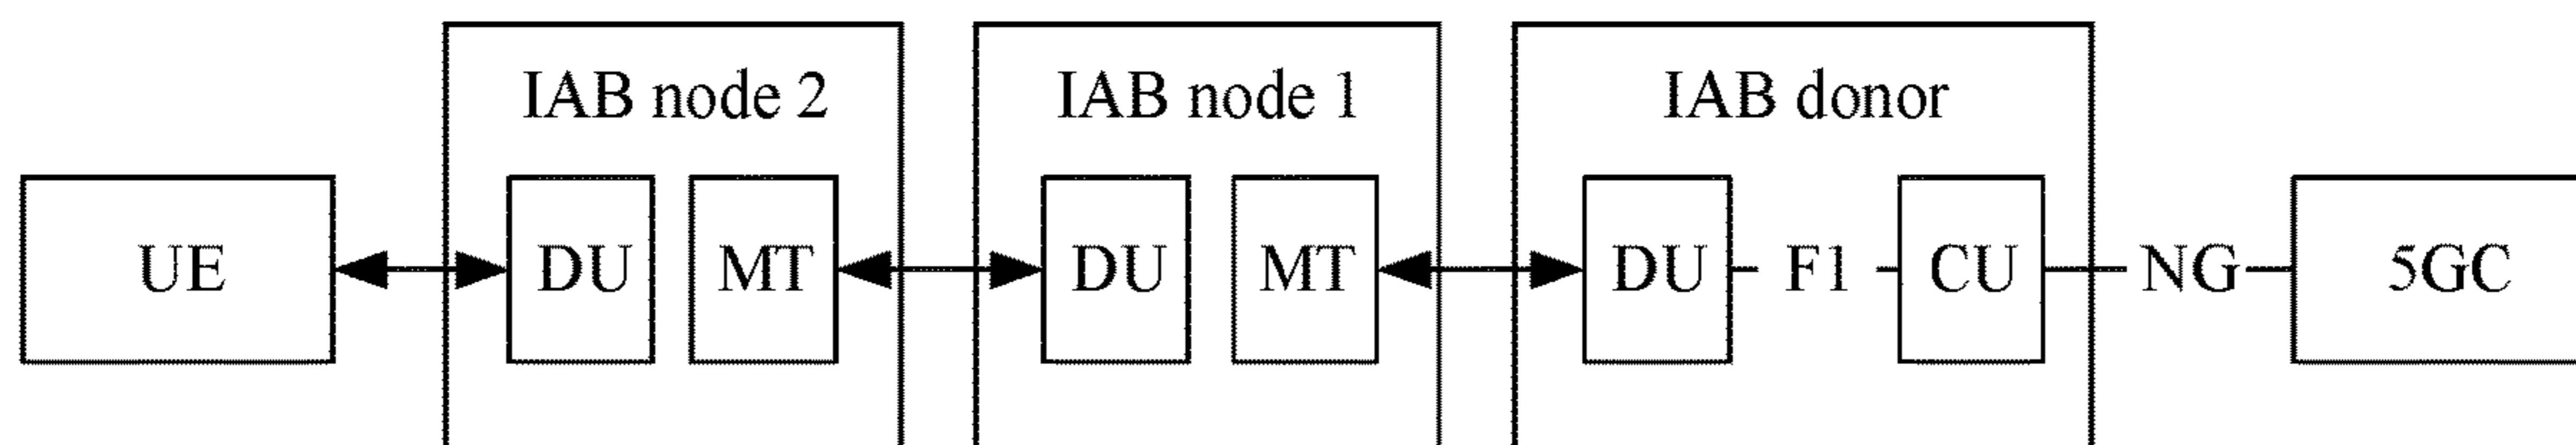 IAB node 2 IAB node 1 IAB donor
UE DU MT DU MT DU F1 CU NG 5GC